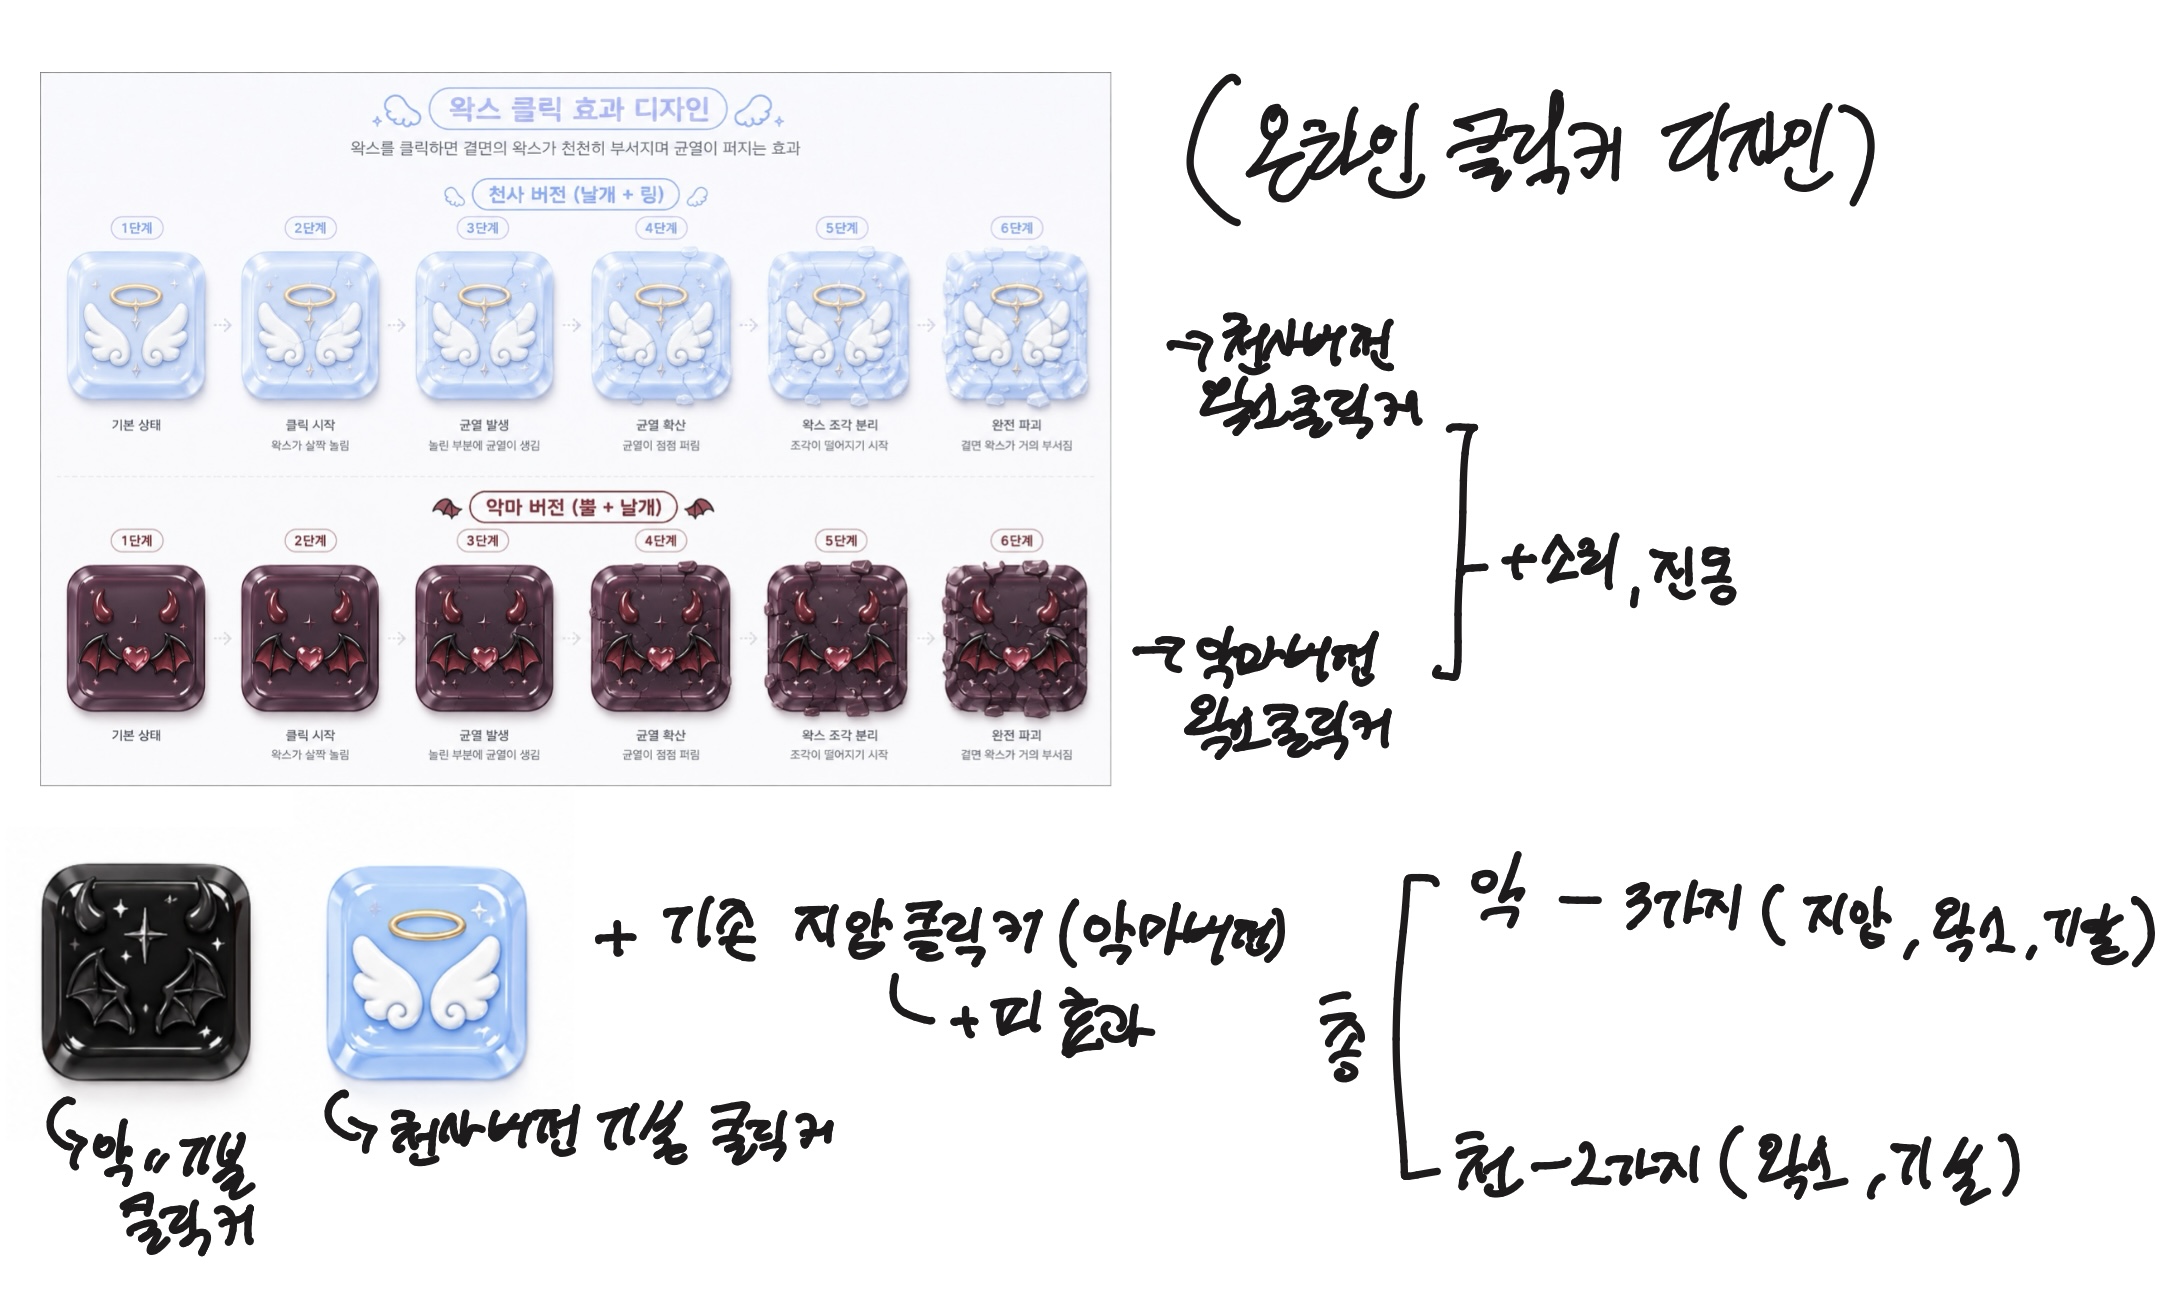 왁스 클릭 효과 디자인
왁스를 클릭하면 겉면의 왁스가 천천히 부서지며 균열이 퍼지는 효과
천사 버전 (날개 + 링)
1단계 2단계 3단계 4단계 5단계 6단계
기본 상태 클릭 시작 균열 발생 균열 확산 왁스 조각 분리 완전 파괴
왁스가 살짝 눌림 눌린 부분에 균열이 생김 균열이 점점 퍼짐 조각이 떨어지기 시작 겉면 왁스가 거의 부서짐
악마 버전 (뿔 + 날개)
1단계 2단계 3단계 4단계 5단계 6단계
기본 상태 클릭 시작 균열 발생 균열 확산 왁스 조각 분리 완전 파괴
왁스가 살짝 눌림 눌린 부분에 균열이 생김 균열이 점점 퍼짐 조각이 떨어지기 시작 겉면 왁스가 거의 부서짐
(온라인 클릭커 디자인)
→ 천사버전
왁스클릭커
→ 악마버전
왁스클릭커
+ 소리, 진동
악 〃 기본
클릭커
천사버전 기본 클릭커
+ 기존 지압클릭커 (악마버전)
+ 피 효과
총
악 - 3가지 (지압, 왁스, 기본)
천 - 2가지 (왁스, 기본)